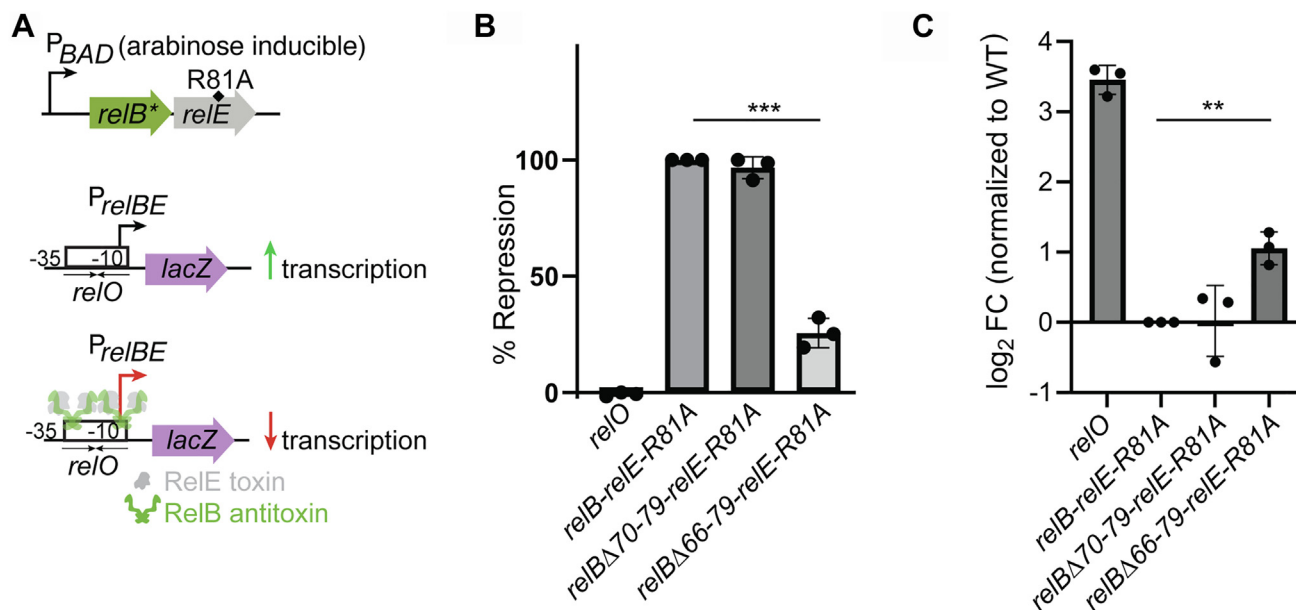 A
P_BAD (arabinose inducible)
R81A
relB* relE
P_relBE
-35 -10
lacZ
transcription
relO
P_relBE
-35 -10
lacZ
transcription
relO
RelE toxin
RelB antitoxin
B
% Repression
100
50
0
***
relO
relB-relE-R81A
relBΔ70-79-relE-R81A
relBΔ66-79-relE-R81A
C
log₂ FC (normalized to WT)
4
3
2
1
0
-1
**
relO
relB-relE-R81A
relBΔ70-79-relE-R81A
relBΔ66-79-relE-R81A